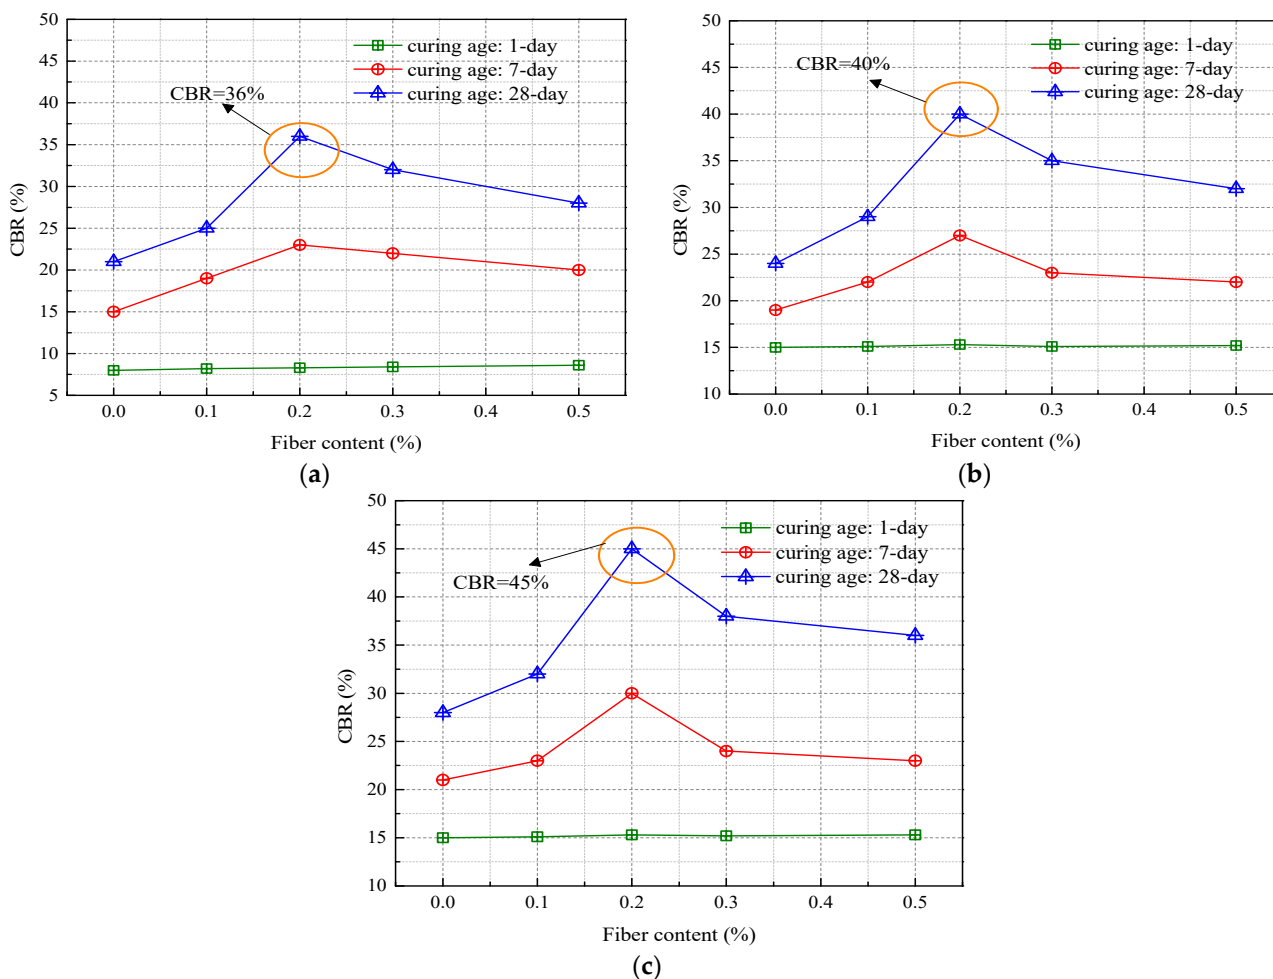 50
45
40
35
30
25
20
15
10
5
CBR (%)
curing age: 1-day
curing age: 7-day
curing age: 28-day
CBR=36%
0.0 0.1 0.2 0.3 0.4 0.5
Fiber content (%)
(a)
50
45
40
35
30
25
20
15
10
CBR (%)
curing age: 1-day
curing age: 7-day
curing age: 28-day
CBR=40%
0.0 0.1 0.2 0.3 0.4 0.5
Fiber content (%)
(b)
50
45
40
35
30
25
20
15
10
CBR (%)
curing age: 1-day
curing age: 7-day
curing age: 28-day
CBR=45%
0.0 0.1 0.2 0.3 0.4 0.5
Fiber content (%)
(c)